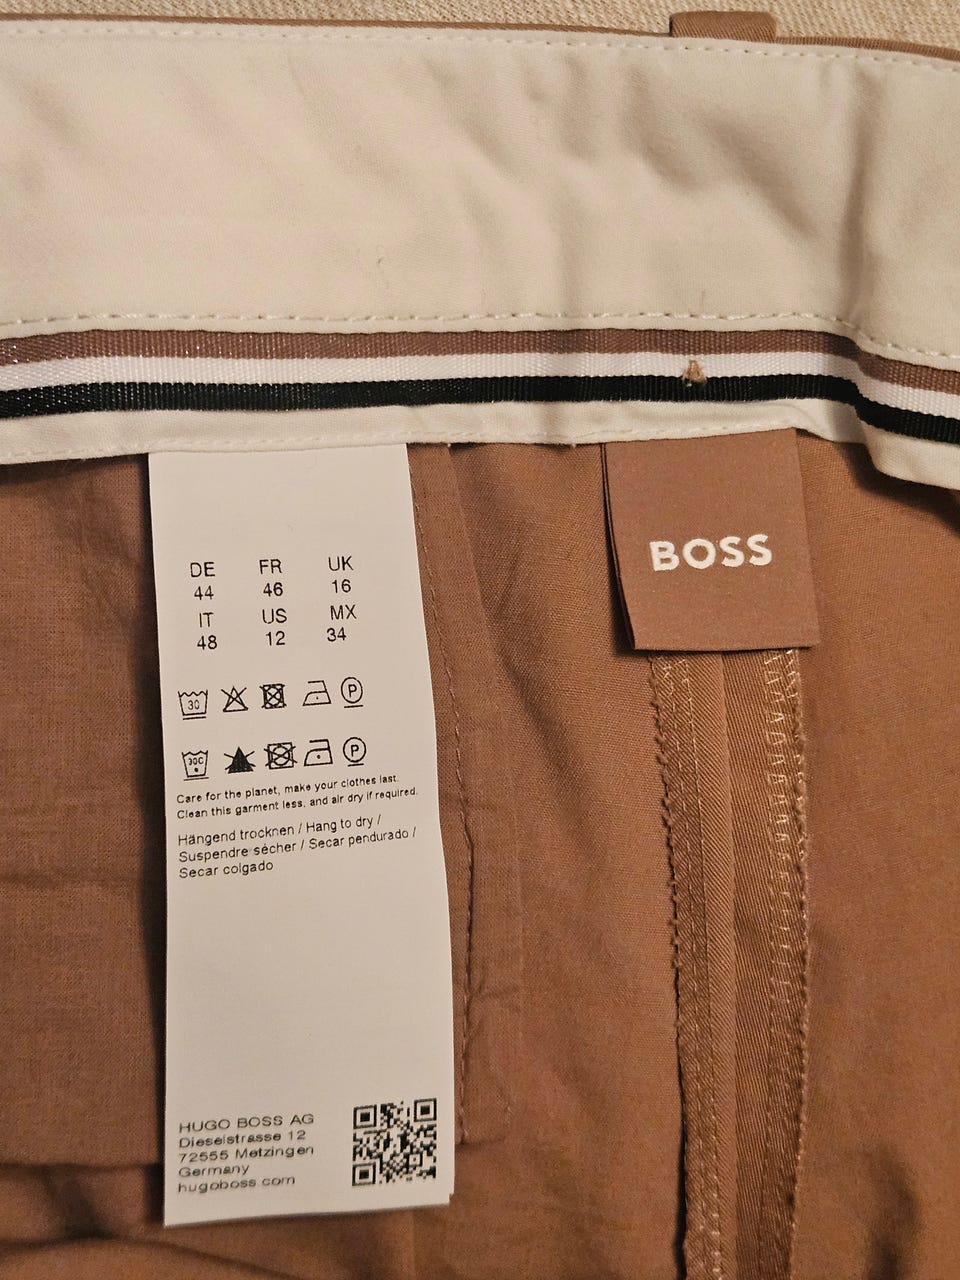 BOSS
DE FR UK
44 46 16
IT US MX
48 12 34
30 P
30C P
Care for the planet, make your clothes last.
Clean this garment less, and air dry if required.
Hängend trocknen / Hang to dry /
Suspendre sécher / Secar pendurado /
Secar colgado
HUGO BOSS AG
Dieselstrasse 12
72555 Metzingen
Germany
hugoboss.com